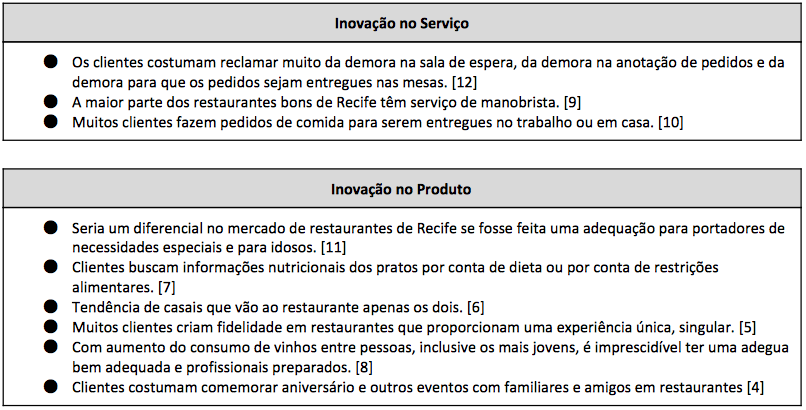 Inovação no Serviço
● Os clientes costumam reclamar muito da demora na sala de espera, da demora na anotação de pedidos e da
demora para que os pedidos sejam entregues nas mesas. [12]
● A maior parte dos restaurantes bons de Recife têm serviço de manobrista. [9]
● Muitos clientes fazem pedidos de comida para serem entregues no trabalho ou em casa. [10]
Inovação no Produto
● Seria um diferencial no mercado de restaurantes de Recife se fosse feita uma adequação para portadores de
necessidades especiais e para idosos. [11]
● Clientes buscam informações nutricionais dos pratos por conta de dieta ou por conta de restrições
alimentares. [7]
● Tendência de casais que vão ao restaurante apenas os dois. [6]
● Muitos clientes criam fidelidade em restaurantes que proporcionam uma experiência única, singular. [5]
● Com aumento do consumo de vinhos entre pessoas, inclusive os mais jovens, é imprescidível ter uma adega
bem adequada e profissionais preparados. [8]
● Clientes costumam comemorar aniversário e outros eventos com familiares e amigos em restaurantes [4]